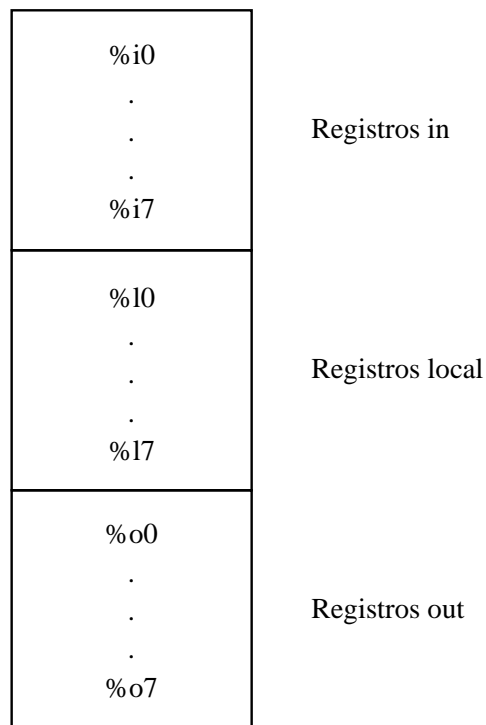 %i0
.
.
.
%i7
Registros in
%l0
.
.
.
%l7
Registros local
%o0
.
.
.
%o7
Registros out